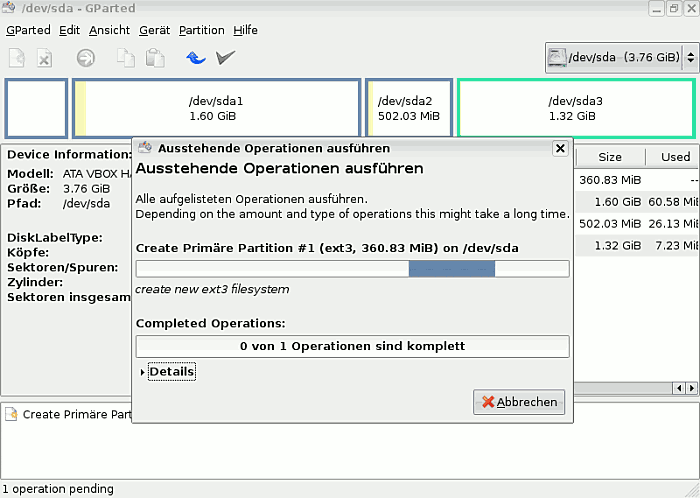 /dev/sda - GParted
GParted Edit Ansicht Gerät Partition Hilfe
/dev/sda (3.76 GiB)
/dev/sda1
1.60 GiB
/dev/sda2
502.03 MiB
/dev/sda3
1.32 GiB
Device Information:
Modell: ATA VBOX
Größe: 3.76 GiB
Pfad: /dev/sda
DiskLabelType:
Köpfe:
Sektoren/Spuren:
Zylinder:
Sektoren insgesam
Size Used
360.83 MiB --
1.60 GiB 60.58 MiB
502.03 MiB 26.13 Mi
1.32 GiB 7.23 Mi
Ausstehende Operationen ausführen
Ausstehende Operationen ausführen
Alle aufgelisteten Operationen ausführen.
Depending on the amount and type of operations this might take a long time.
Create Primäre Partition #1 (ext3, 360.83 MiB) on /dev/sda
create new ext3 filesystem
Completed Operations:
0 von 1 Operationen sind komplett
Details
Abbrechen
Create Primäre Part
1 operation pending